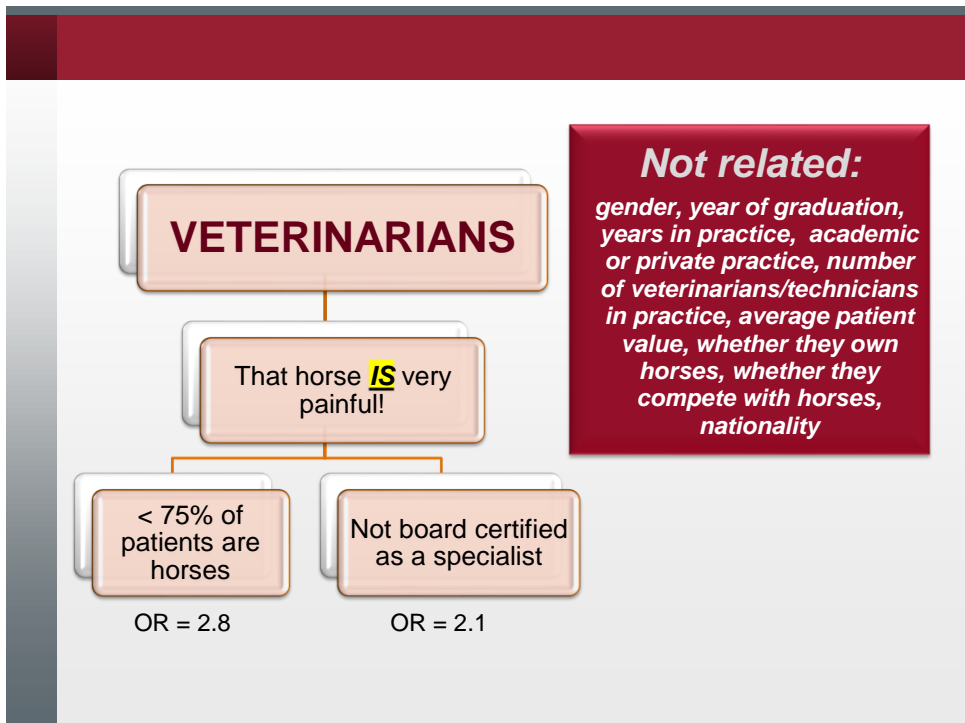 VETERINARIANS
That horse IS very
painful!
< 75% of
patients are
horses
Not board certified
as a specialist
OR = 2.8
OR = 2.1
Not related:
gender, year of graduation,
years in practice, academic
or private practice, number
of veterinarians/technicians
in practice, average patient
value, whether they own
horses, whether they
compete with horses,
nationality